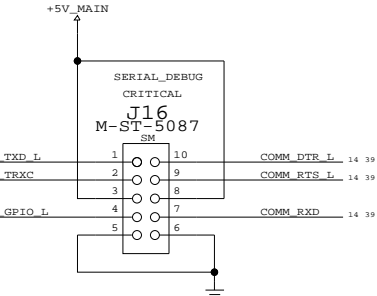 +5V_MAIN
SERIAL_DEBUG
CRITICAL
J16
M-ST-5087
SM
TXD_L 1 10 COMM_DTR_L 14 39
TRXC 2 9 COMM_RTS_L 14 39
3 8
GPIO_L 4 7 COMM_RXD 14 39
5 6